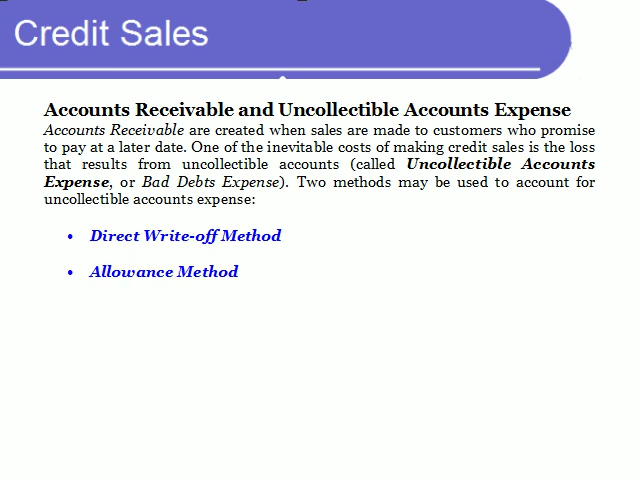 Credit Sales
Accounts Receivable and Uncollectible Accounts Expense
Accounts Receivable are created when sales are made to customers who promise
to pay at a later date. One of the inevitable costs of making credit sales is the loss
that results from uncollectible accounts (called Uncollectible Accounts
Expense, or Bad Debts Expense). Two methods may be used to account for
uncollectible accounts expense:
• Direct Write-off Method
• Allowance Method